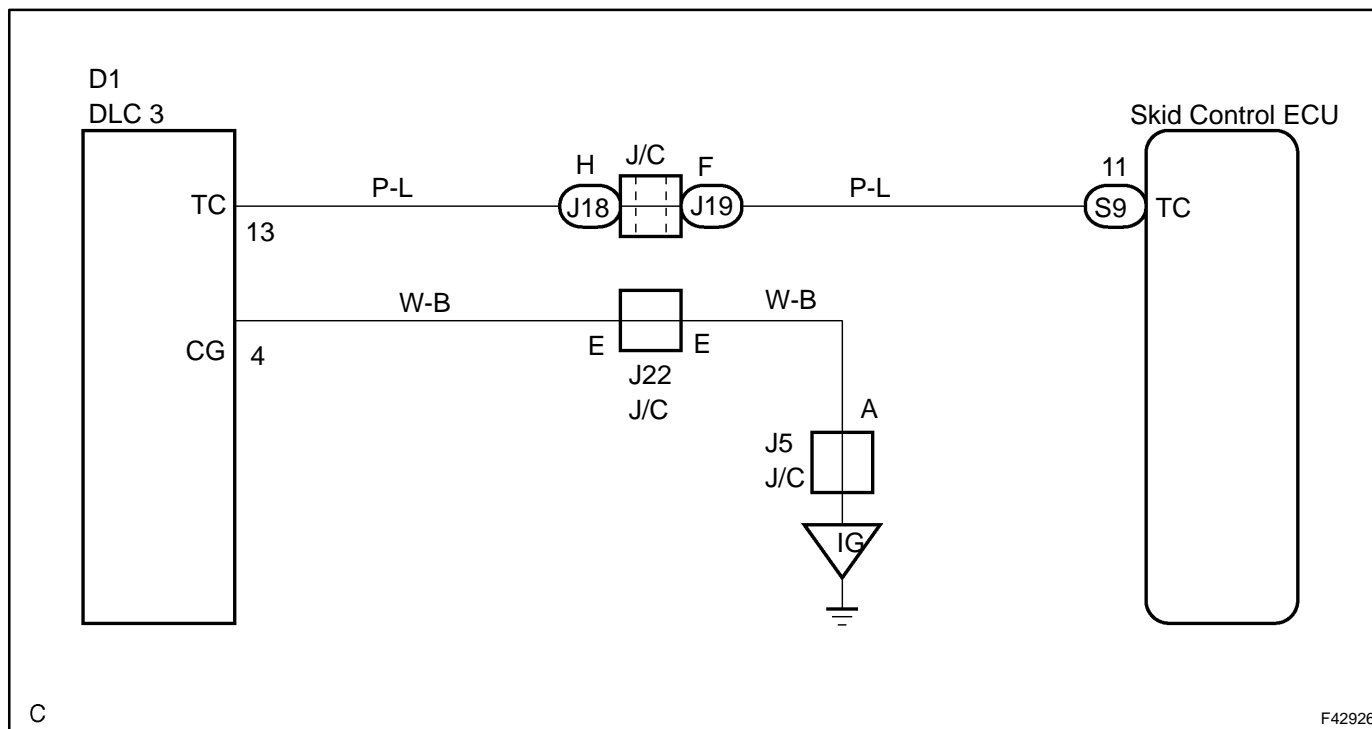 D1
DLC 3
Skid Control ECU
H
J/C
F
11
TC
P-L
J18
J19
P-L
S9
TC
13
W-B
W-B
CG
4
E
E
J22
J/C
A
J5
J/C
IG
C
F42926